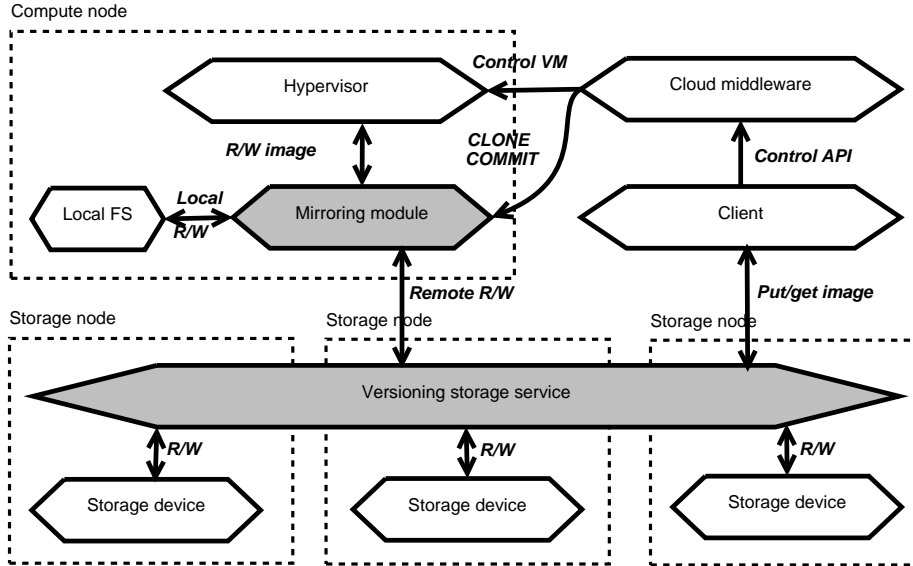 Compute node
Control VM
Hypervisor
Cloud middleware
CLONE
COMMIT
R/W image
Control API
Local
Local FS
R/W
Mirroring module
Client
Remote R/W
Put/get image
Storage node
Storage node
Storage node
Versioning storage service
R/W
R/W
R/W
Storage device
Storage device
Storage device